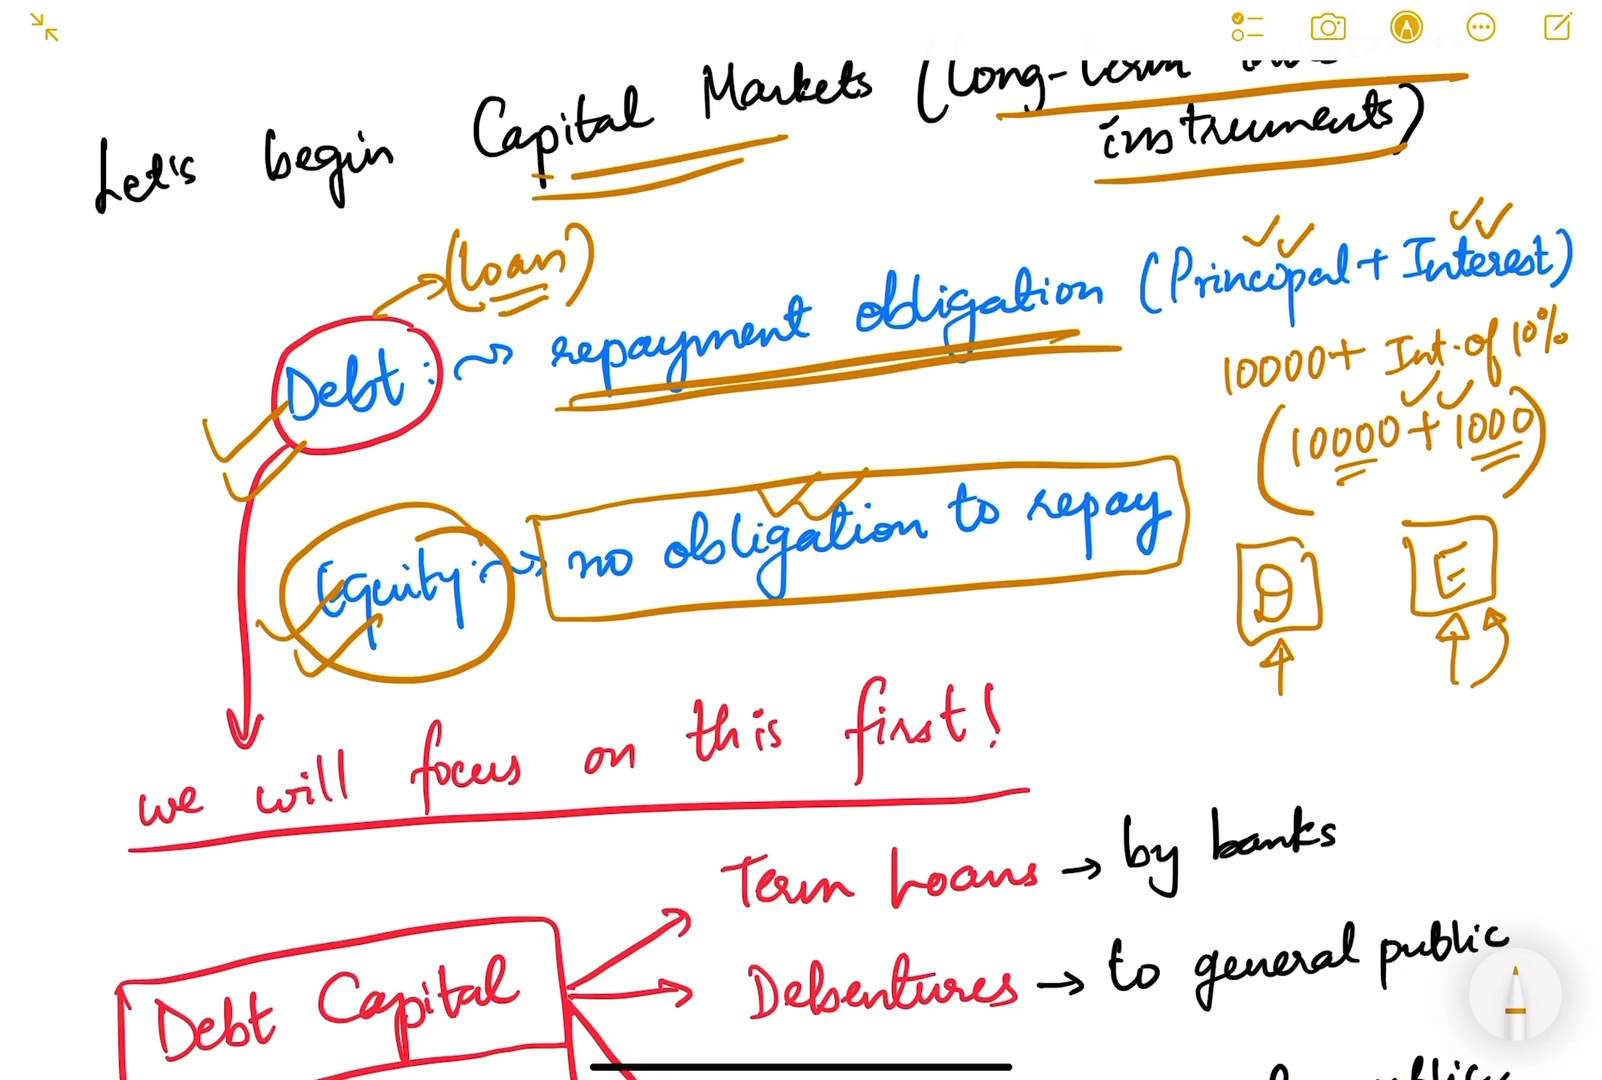 Let's begin Capital Markets (Long-term
instruments)
(Loan)
Debt: repayment obligation (Principal + Interest)
10000 + Int. of 10%
(10000 + 1000)
Equity: no obligation to repay
D E
we will focus on this first!
Term Loans → by banks
Debt Capital
Debentures → to general public